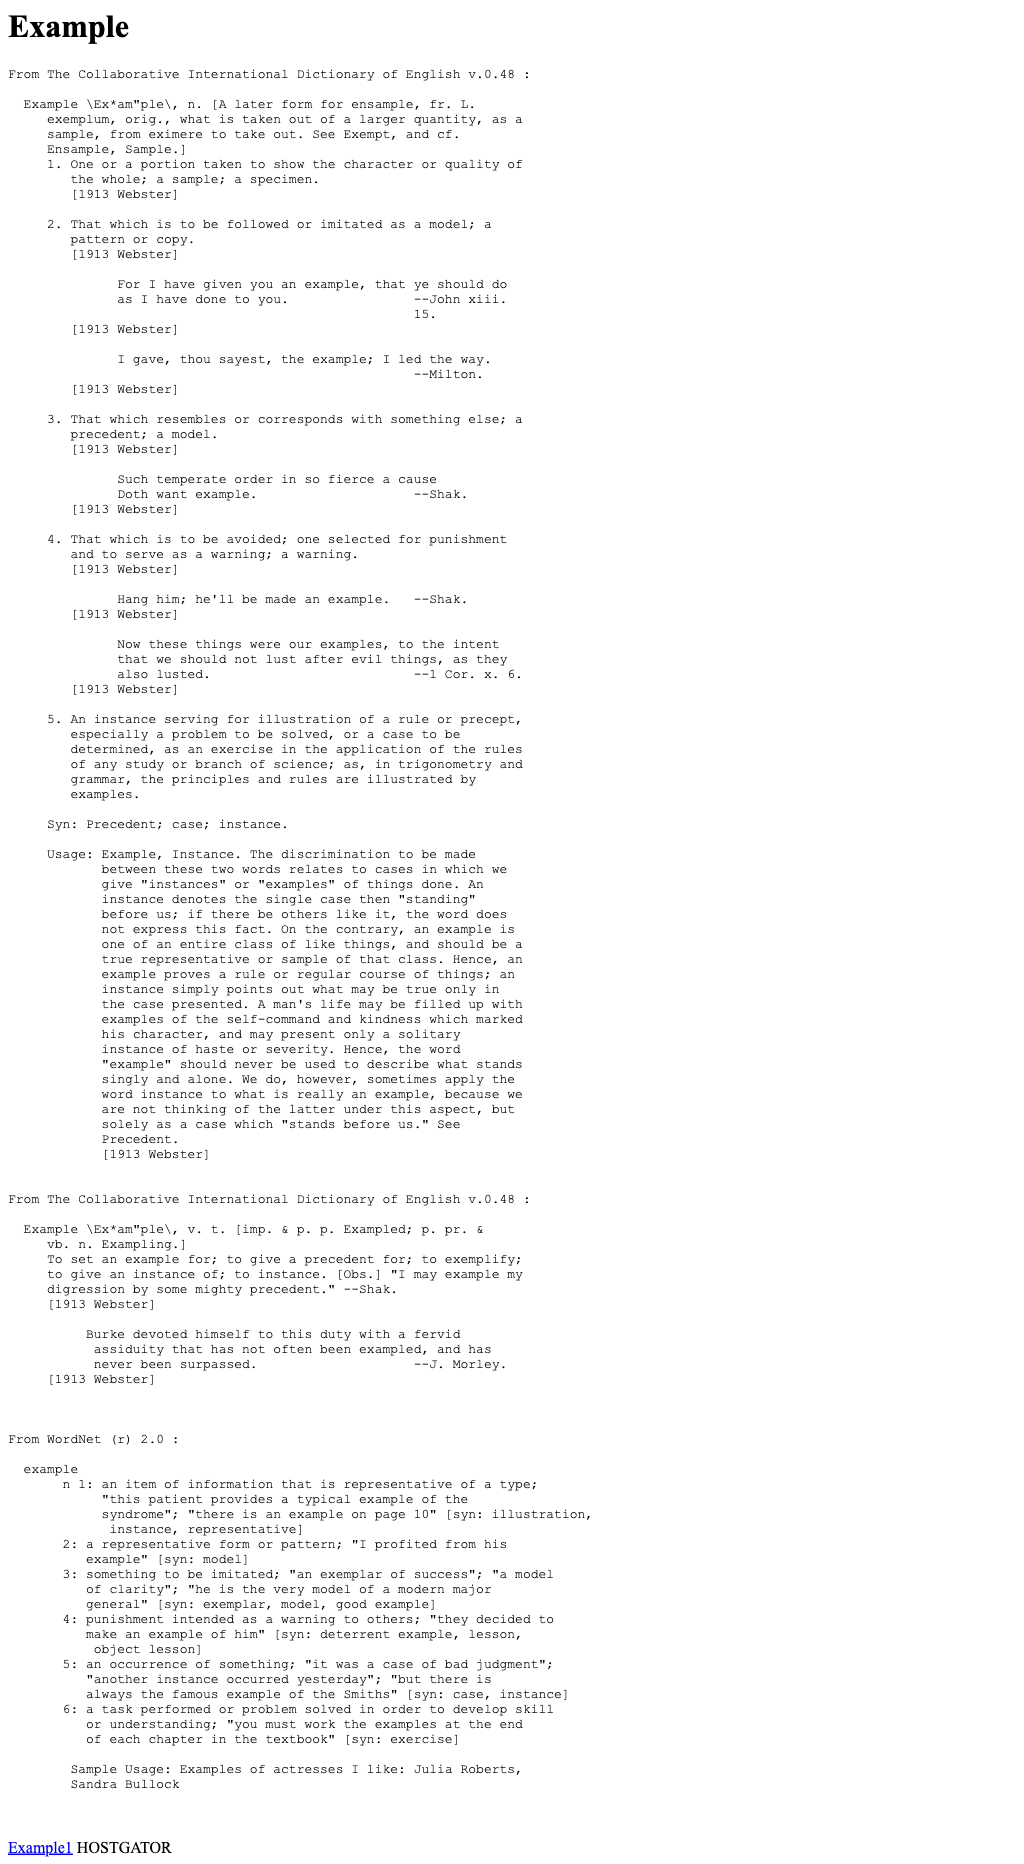 Example
From The Collaborative International Dictionary of English v.0.48 :
Example \Ex*am"ple\, n. [A later form for ensample, fr. L.
exemplum, orig., what is taken out of a larger quantity, as a
sample, from eximere to take out. See Exempt, and cf.
Ensample, Sample.]
1. One or a portion taken to show the character or quality of
the whole; a sample; a specimen.
[1913 Webster]
2. That which is to be followed or imitated as a model; a
pattern or copy.
[1913 Webster]
For I have given you an example, that ye should do
as I have done to you. --John xiii.
15.
[1913 Webster]
I gave, thou sayest, the example; I led the way.
--Milton.
[1913 Webster]
3. That which resembles or corresponds with something else; a
precedent; a model.
[1913 Webster]
Such temperate order in so fierce a cause
Doth want example. --Shak.
[1913 Webster]
4. That which is to be avoided; one selected for punishment
and to serve as a warning; a warning.
[1913 Webster]
Hang him; he'll be made an example. --Shak.
[1913 Webster]
Now these things were our examples, to the intent
that we should not lust after evil things, as they
also lusted. --1 Cor. x. 6.
[1913 Webster]
5. An instance serving for illustration of a rule or precept,
especially a problem to be solved, or a case to be
determined, as an exercise in the application of the rules
of any study or branch of science; as, in trigonometry and
grammar, the principles and rules are illustrated by
examples.
Syn: Precedent; case; instance.
Usage: Example, Instance. The discrimination to be made
between these two words relates to cases in which we
give "instances" or "examples" of things done. An
instance denotes the single case then "standing"
before us; if there be others like it, the word does
not express this fact. On the contrary, an example is
one of an entire class of like things, and should be a
true representative or sample of that class. Hence, an
example proves a rule or regular course of things; an
instance simply points out what may be true only in
the case presented. A man's life may be filled up with
examples of the self-command and kindness which marked
his character, and may present only a solitary
instance of haste or severity. Hence, the word
"example" should never be used to describe what stands
singly and alone. We do, however, sometimes apply the
word instance to what is really an example, because we
are not thinking of the latter under this aspect, but
solely as a case which "stands before us." See
Precedent.
[1913 Webster]
From The Collaborative International Dictionary of English v.0.48 :
Example \Ex*am"ple\, v. t. [imp. & p. p. Exampled; p. pr. &
vb. n. Exampling.]
To set an example for; to give a precedent for; to exemplify;
to give an instance of; to instance. [Obs.] "I may example my
digression by some mighty precedent." --Shak.
[1913 Webster]
Burke devoted himself to this duty with a fervid
assiduity that has not often been exampled, and has
never been surpassed. --J. Morley.
[1913 Webster]
From WordNet (r) 2.0 :
example
n 1: an item of information that is representative of a type;
"this patient provides a typical example of the
syndrome"; "there is an example on page 10" [syn: illustration,
instance, representative]
2: a representative form or pattern; "I profited from his
example" [syn: model]
3: something to be imitated; "an exemplar of success"; "a model
of clarity"; "he is the very model of a modern major
general" [syn: exemplar, model, good example]
4: punishment intended as a warning to others; "they decided to
make an example of him" [syn: deterrent example, lesson,
object lesson]
5: an occurrence of something; "it was a case of bad judgment";
"another instance occurred yesterday"; "but there is
always the famous example of the Smiths" [syn: case, instance]
6: a task performed or problem solved in order to develop skill
or understanding; "you must work the examples at the end
of each chapter in the textbook" [syn: exercise]
Sample Usage: Examples of actresses I like: Julia Roberts,
Sandra Bullock
Example1 HOSTGATOR